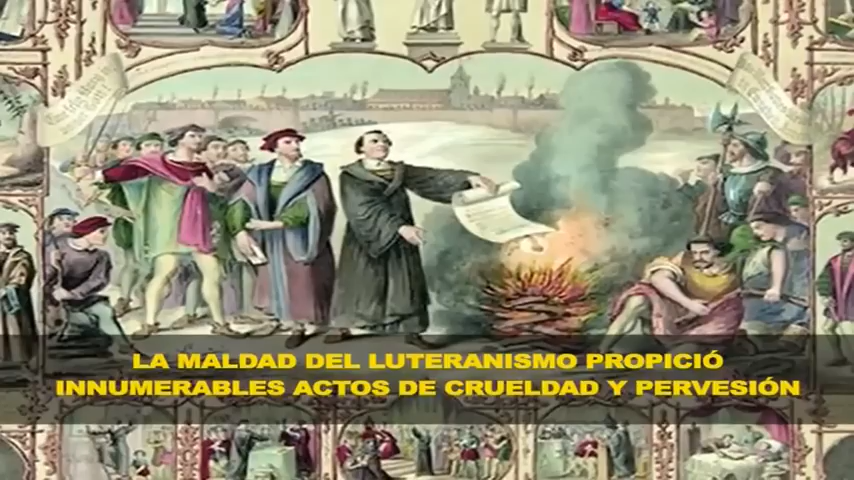 LA MALDAD DEL LUTERANISMO PROPICIÓ
INNUMERABLES ACTOS DE CRUELDAD Y PERVESIÓN